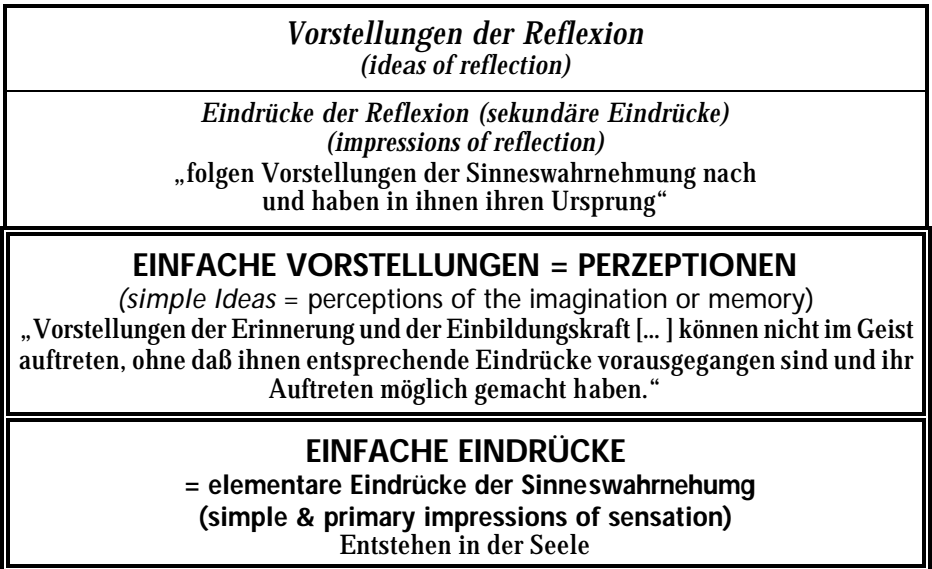 Vorstellungen der Reflexion
(ideas of reflection)
Eindrücke der Reflexion (sekundäre Eindrücke)
(impressions of reflection)
„folgen Vorstellungen der Sinneswahrnehmung nach
und haben in ihnen ihren Ursprung“
EINFACHE VORSTELLUNGEN = PERZEPTIONEN
(simple Ideas = perceptions of the imagination or memory)
„Vorstellungen der Erinnerung und der Einbildungskraft [... ] können nicht im Geist
auftreten, ohne daß ihnen entsprechende Eindrücke vorausgegangen sind und ihr
Auftreten möglich gemacht haben.“
EINFACHE EINDRÜCKE
= elementare Eindrücke der Sinneswahrnehumg
(simple & primary impressions of sensation)
Entstehen in der Seele